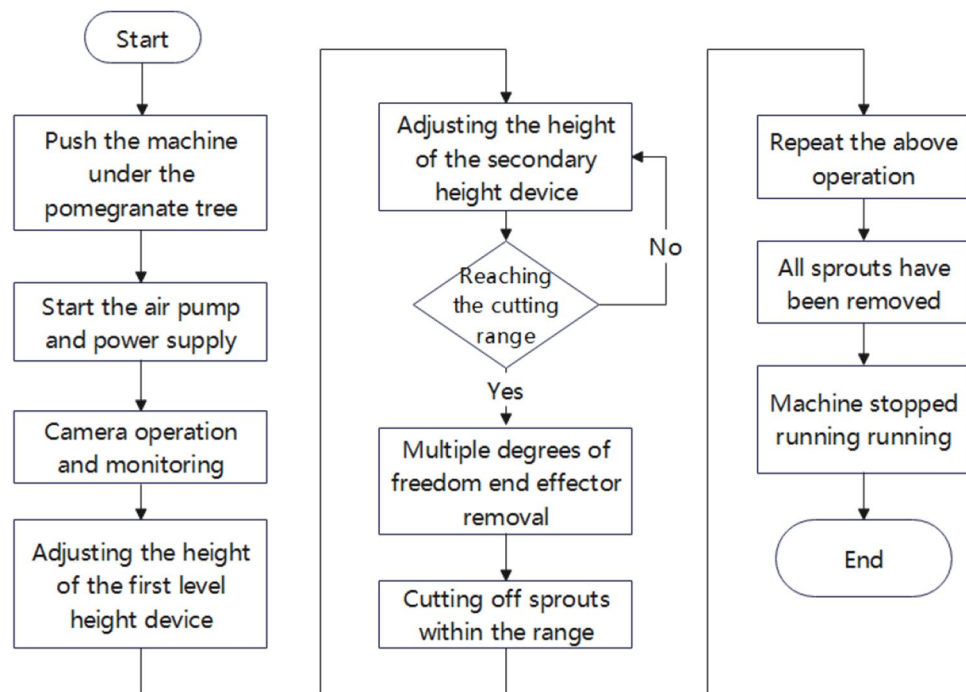 Start
Push the machine
under the
pomegranate tree
Start the air pump
and power supply
Camera operation
and monitoring
Adjusting the height
of the first level
height device
Adjusting the height
of the secondary
height device
No
Reaching
the cutting
range
Yes
Multiple degrees of
freedom end effector
removal
Cutting off sprouts
within the range
Repeat the above
operation
All sprouts have
been removed
Machine stopped
running running
End